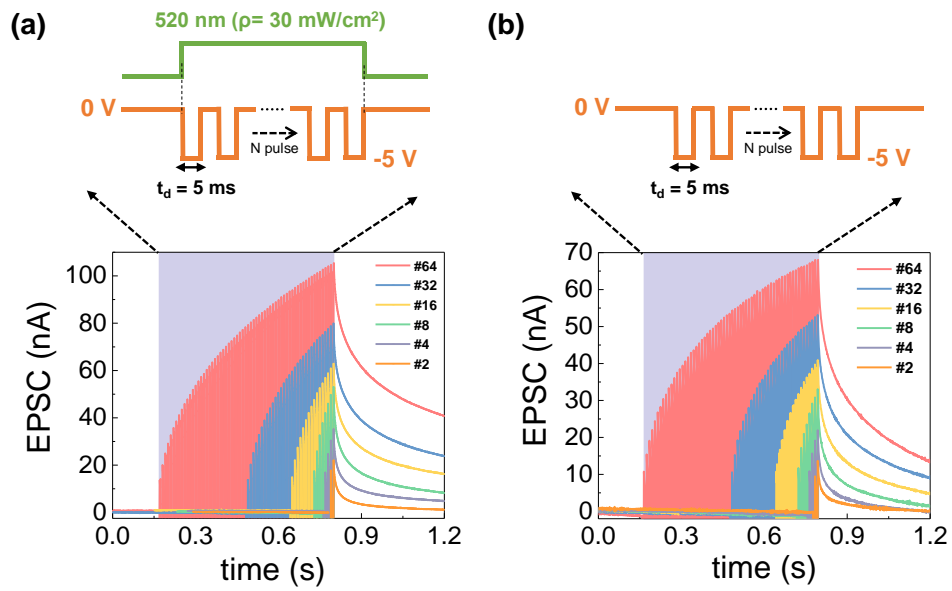 (a)
520 nm (ρ= 30 mW/cm²)
0 V
.....
N pulse
-5 V
t_d = 5 ms
EPSC (nA)
100
80
60
40
20
0
#64
#32
#16
#8
#4
#2
0.0 0.3 0.6 0.9 1.2
time (s)
(b)
0 V
.....
N pulse
-5 V
t_d = 5 ms
EPSC (nA)
70
60
50
40
30
20
10
0
#64
#32
#16
#8
#4
#2
0.0 0.3 0.6 0.9 1.2
time (s)